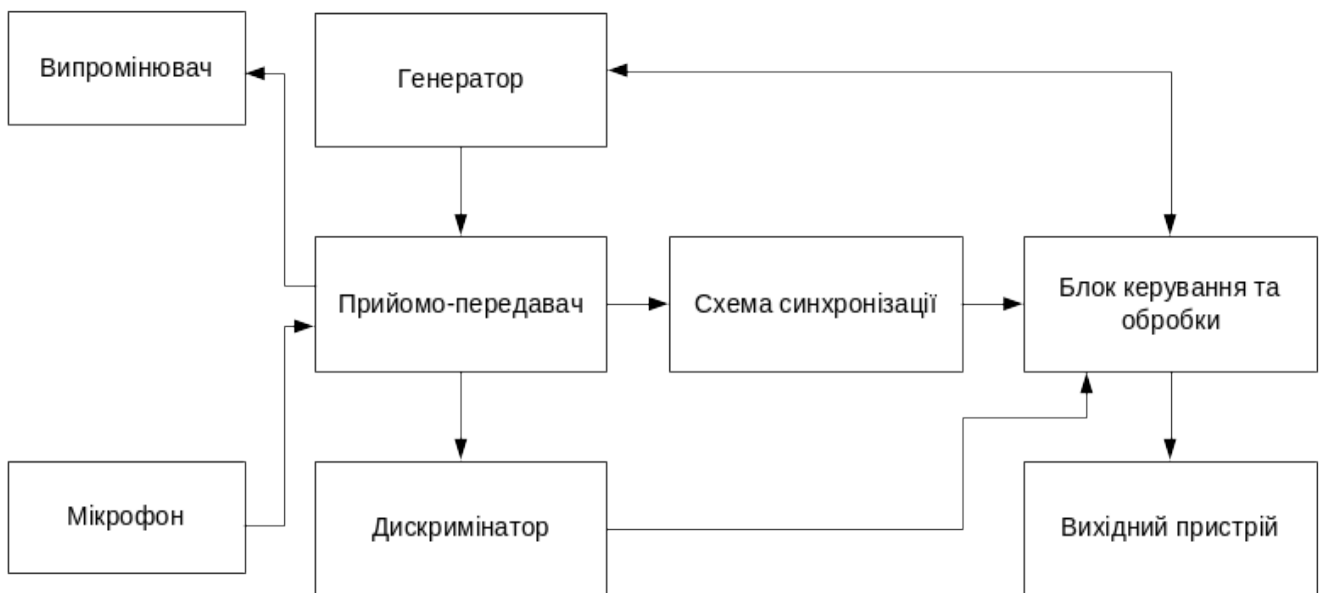 Випромінювач
Генератор
Прийомо-передавач
Схема синхронізації
Блок керування та
обробки
Мікрофон
Дискримінатор
Вихідний пристрій